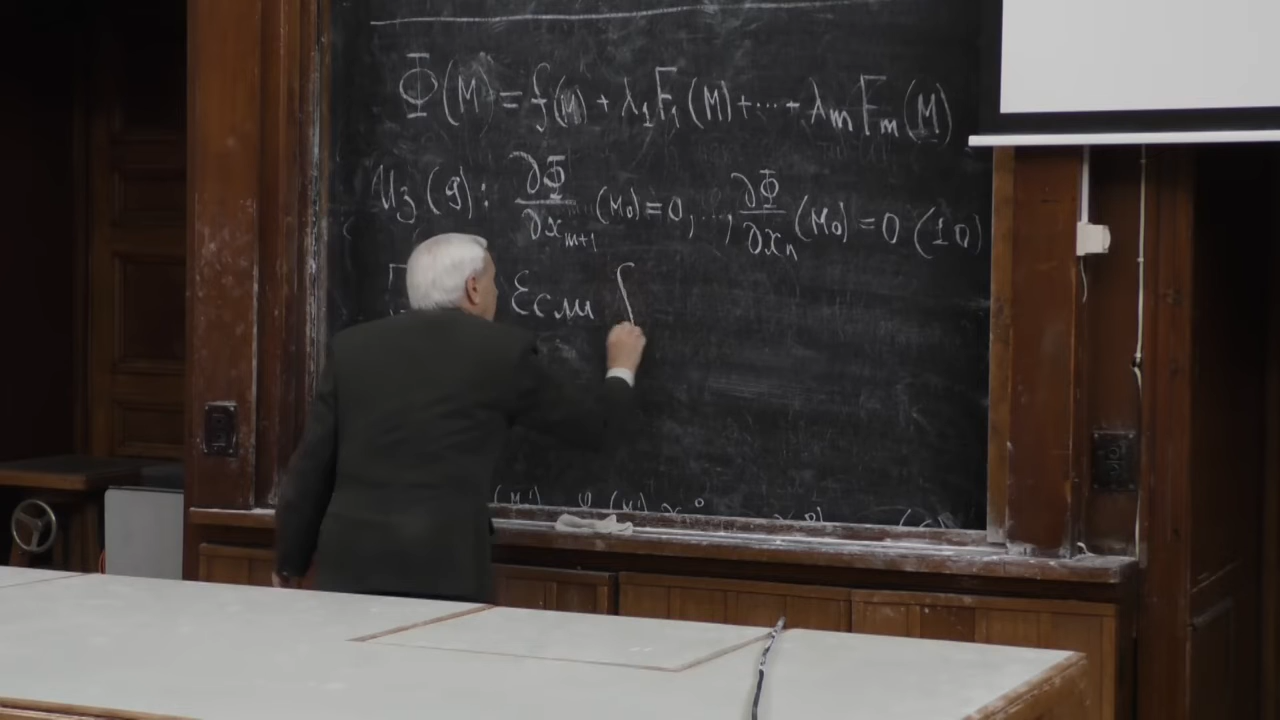 Φ(M) = f(M) + λ₁F₁(M) + ... + λₘFₘ(M)
Из (9): ∂Φ/∂xₘ₊₁ (M₀) = 0, ..., ∂Φ/∂xₙ (M₀) = 0 (10)
Если f